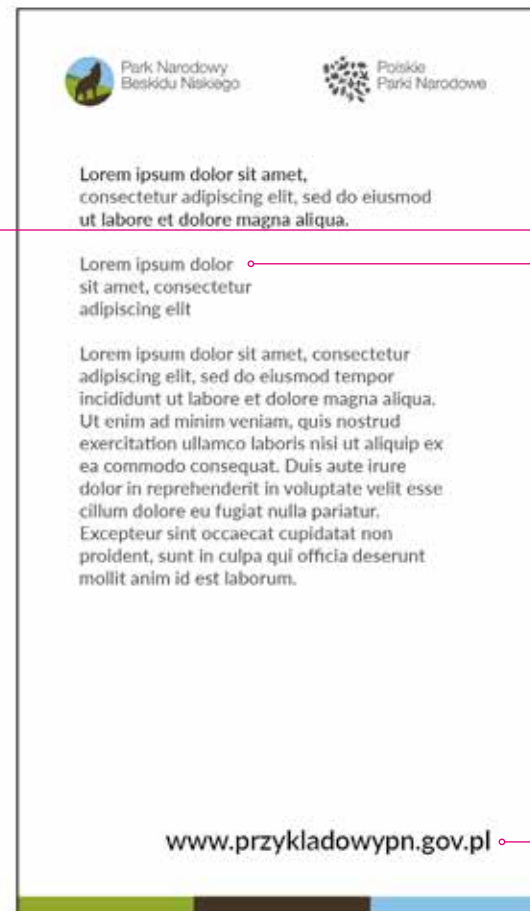 Park Narodowy
Beskidu Niskiego
Polskie
Parki Narodowe
Lorem ipsum dolor sit amet,
consectetur adipiscing elit, sed do eiusmod
ut labore et dolore magna aliqua.
Lorem ipsum dolor
sit amet, consectetur
adipiscing elit
Lorem ipsum dolor sit amet, consectetur
adipiscing elit, sed do eiusmod tempor
incididunt ut labore et dolore magna aliqua.
Ut enim ad minim veniam, quis nostrud
exercitation ullamco laboris nisi ut aliquip ex
ea commodo consequat. Duis aute irure
dolor in reprehenderit in voluptate velit esse
cillum dolore eu fugiat nulla pariatur.
Excepteur sint occaecat cupidatat non
proident, sunt in culpa qui officia deserunt
mollit anim id est laborum.
www.przykladowypn.gov.pl